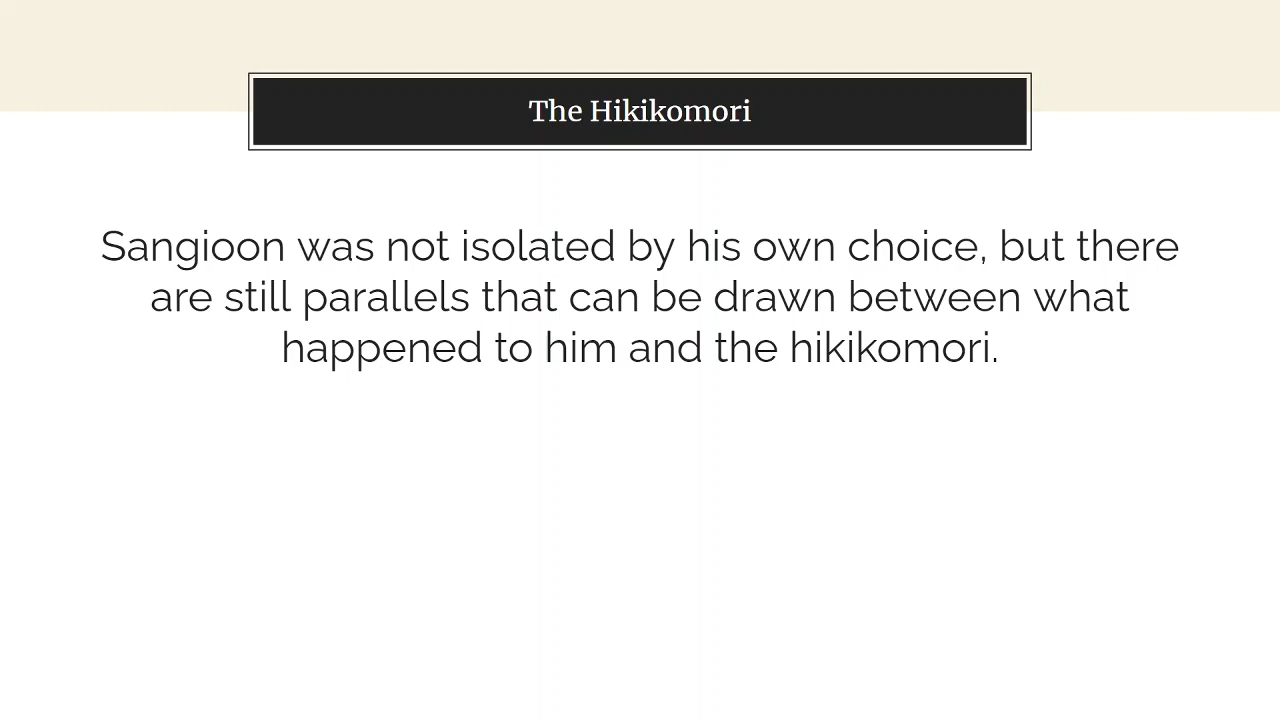 The Hikikomori
Sangioon was not isolated by his own choice, but there
are still parallels that can be drawn between what
happened to him and the hikikomori.